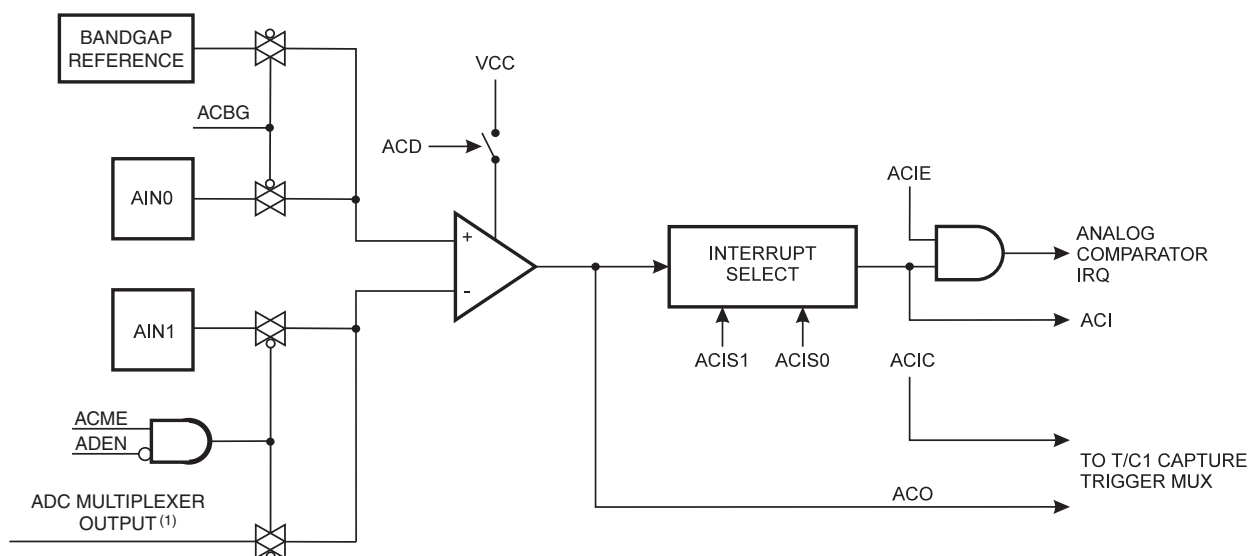 BANDGAP
REFERENCE
VCC
ACBG
ACD
AIN0
ACIE
+
INTERRUPT
SELECT
ANALOG
COMPARATOR
IRQ
-
AIN1
ACI
ACIS1
ACIS0
ACIC
ACME
ADEN
TO T/C1 CAPTURE
TRIGGER MUX
ACO
ADC MULTIPLEXER
OUTPUT (1)